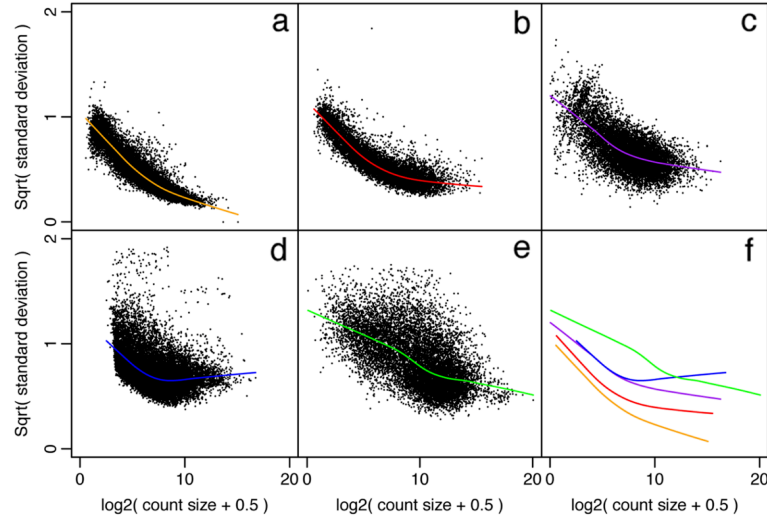 a b c
2
1
0
Sqrt( standard deviation )
d e f
2
1
0
Sqrt( standard deviation )
0 10 20 0 10 20 0 10 20
log2( count size + 0.5 ) log2( count size + 0.5 ) log2( count size + 0.5 )